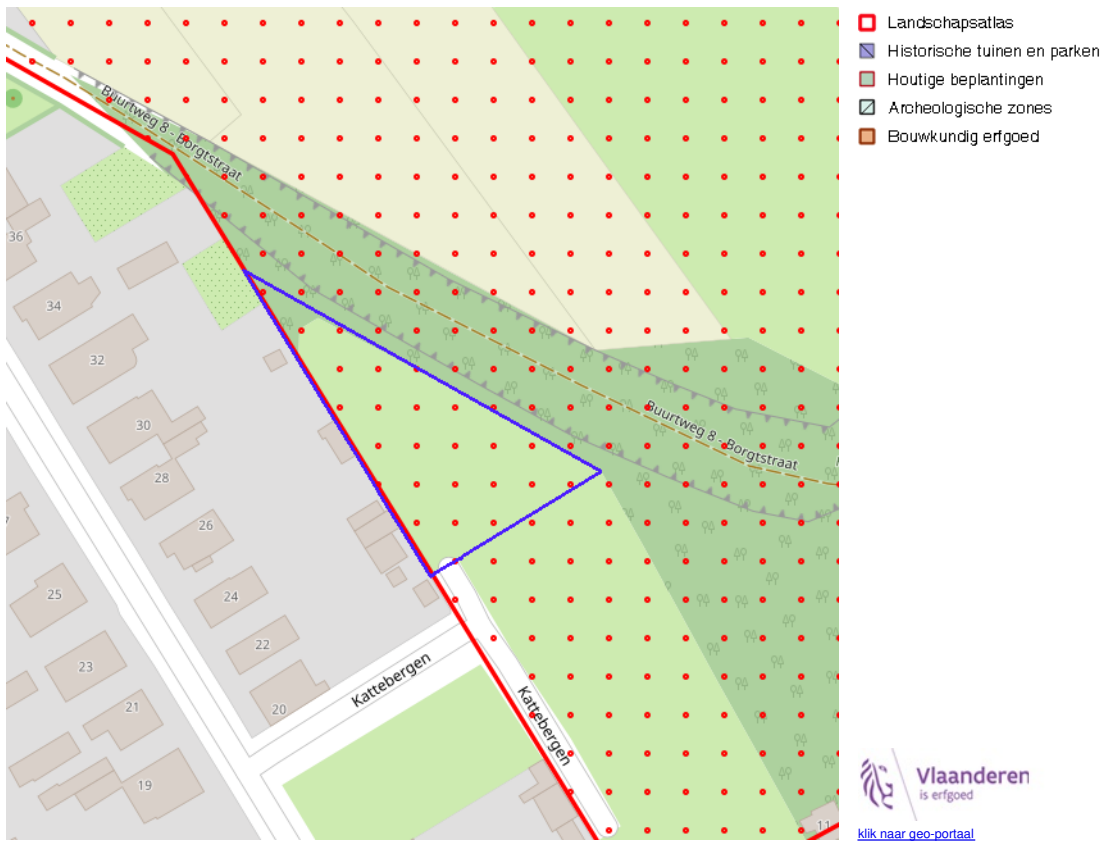 Landschapsatlas
Historische tuinen en parken
Houtige beplantingen
Archeologische zones
Bouwkundig erfgoed
Buurtweg 8 - Borgtstraat
36
34
32
30
28
26
25
24
23
22
21
20
19
Buurtweg 8 - Borgtstraat
Kattebergen
Kattebergen
11
Vlaanderen
is erfgoed
klik naar geo-portaal